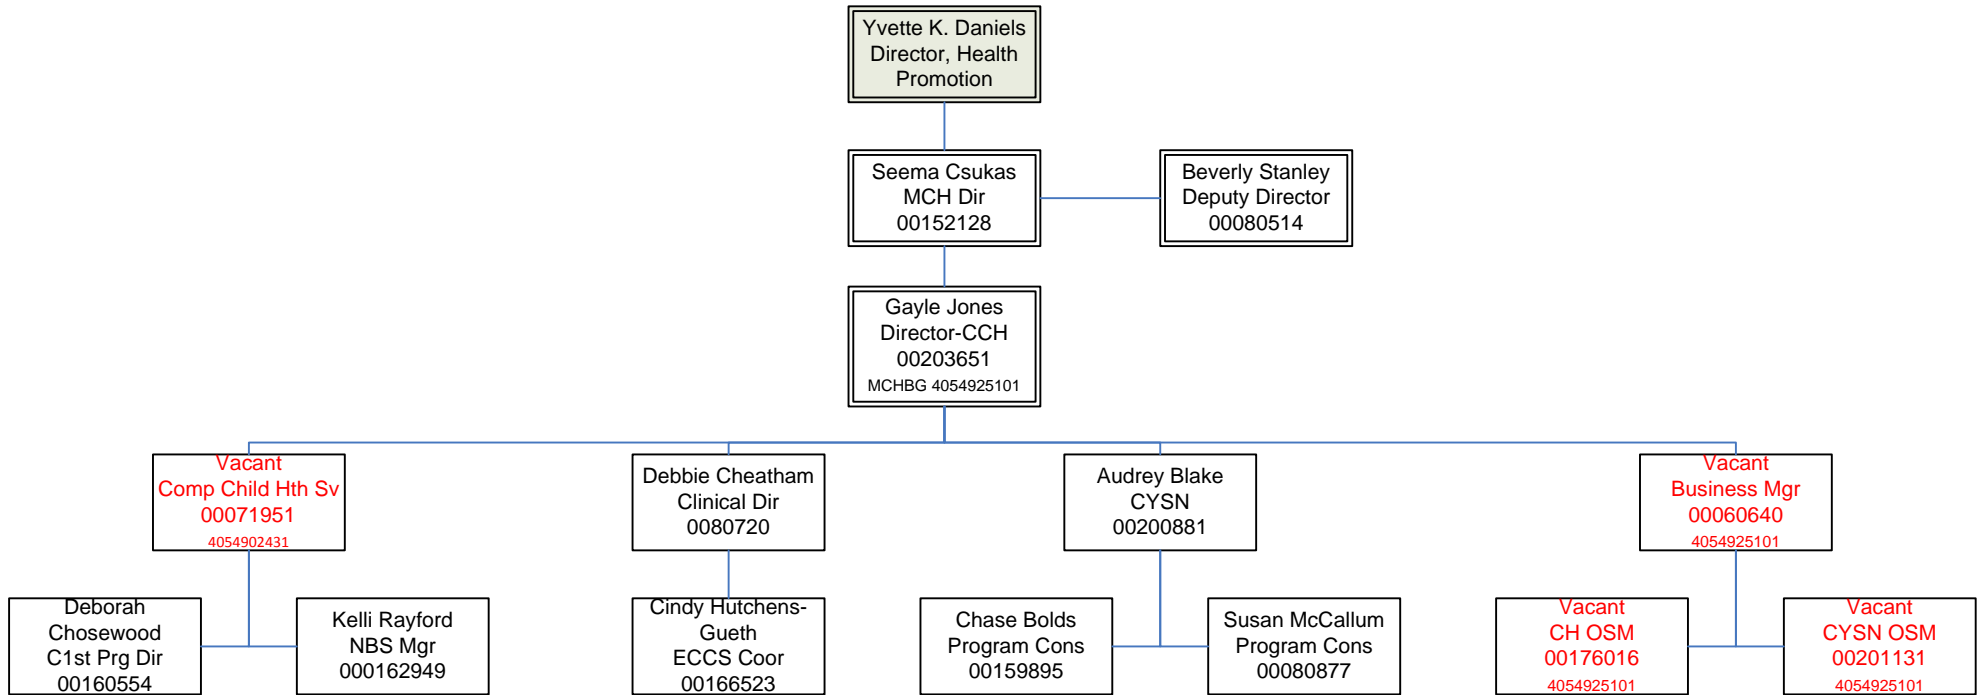 Yvette K. Daniels
Director, Health
Promotion
Seema Csukas
MCH Dir
00152128
Beverly Stanley
Deputy Director
00080514
Gayle Jones
Director-CCH
00203651
MCHBG 4054925101
Vacant
Comp Child Hth Sv
00071951
4054902431
Debbie Cheatham
Clinical Dir
0080720
Audrey Blake
CYSN
00200881
Vacant
Business Mgr
00060640
4054925101
Deborah
Chosewood
C1st Prg Dir
00160554
Kelli Rayford
NBS Mgr
000162949
Cindy Hutchens-
Gueth
ECCS Coor
00166523
Chase Bolds
Program Cons
00159895
Susan McCallum
Program Cons
00080877
Vacant
CH OSM
00176016
4054925101
Vacant
CYSN OSM
00201131
4054925101